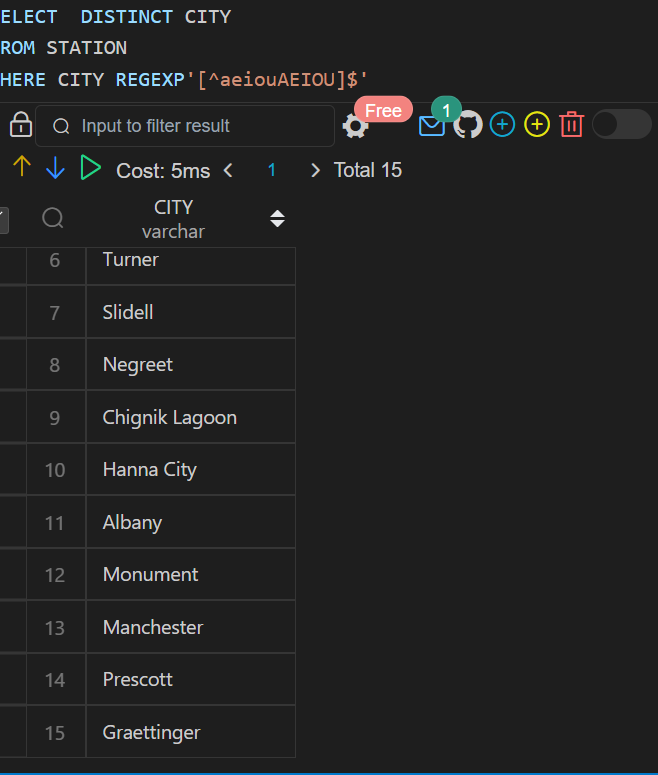 ELECT  DISTINCT CITY
ROM STATION
HERE CITY REGEXP'[^aeiouAEIOU]$'
Input to filter result
Free
1
Cost: 5ms
1
Total 15
CITY
varchar
6 Turner
7 Slidell
8 Negreet
9 Chignik Lagoon
10 Hanna City
11 Albany
12 Monument
13 Manchester
14 Prescott
15 Graettinger